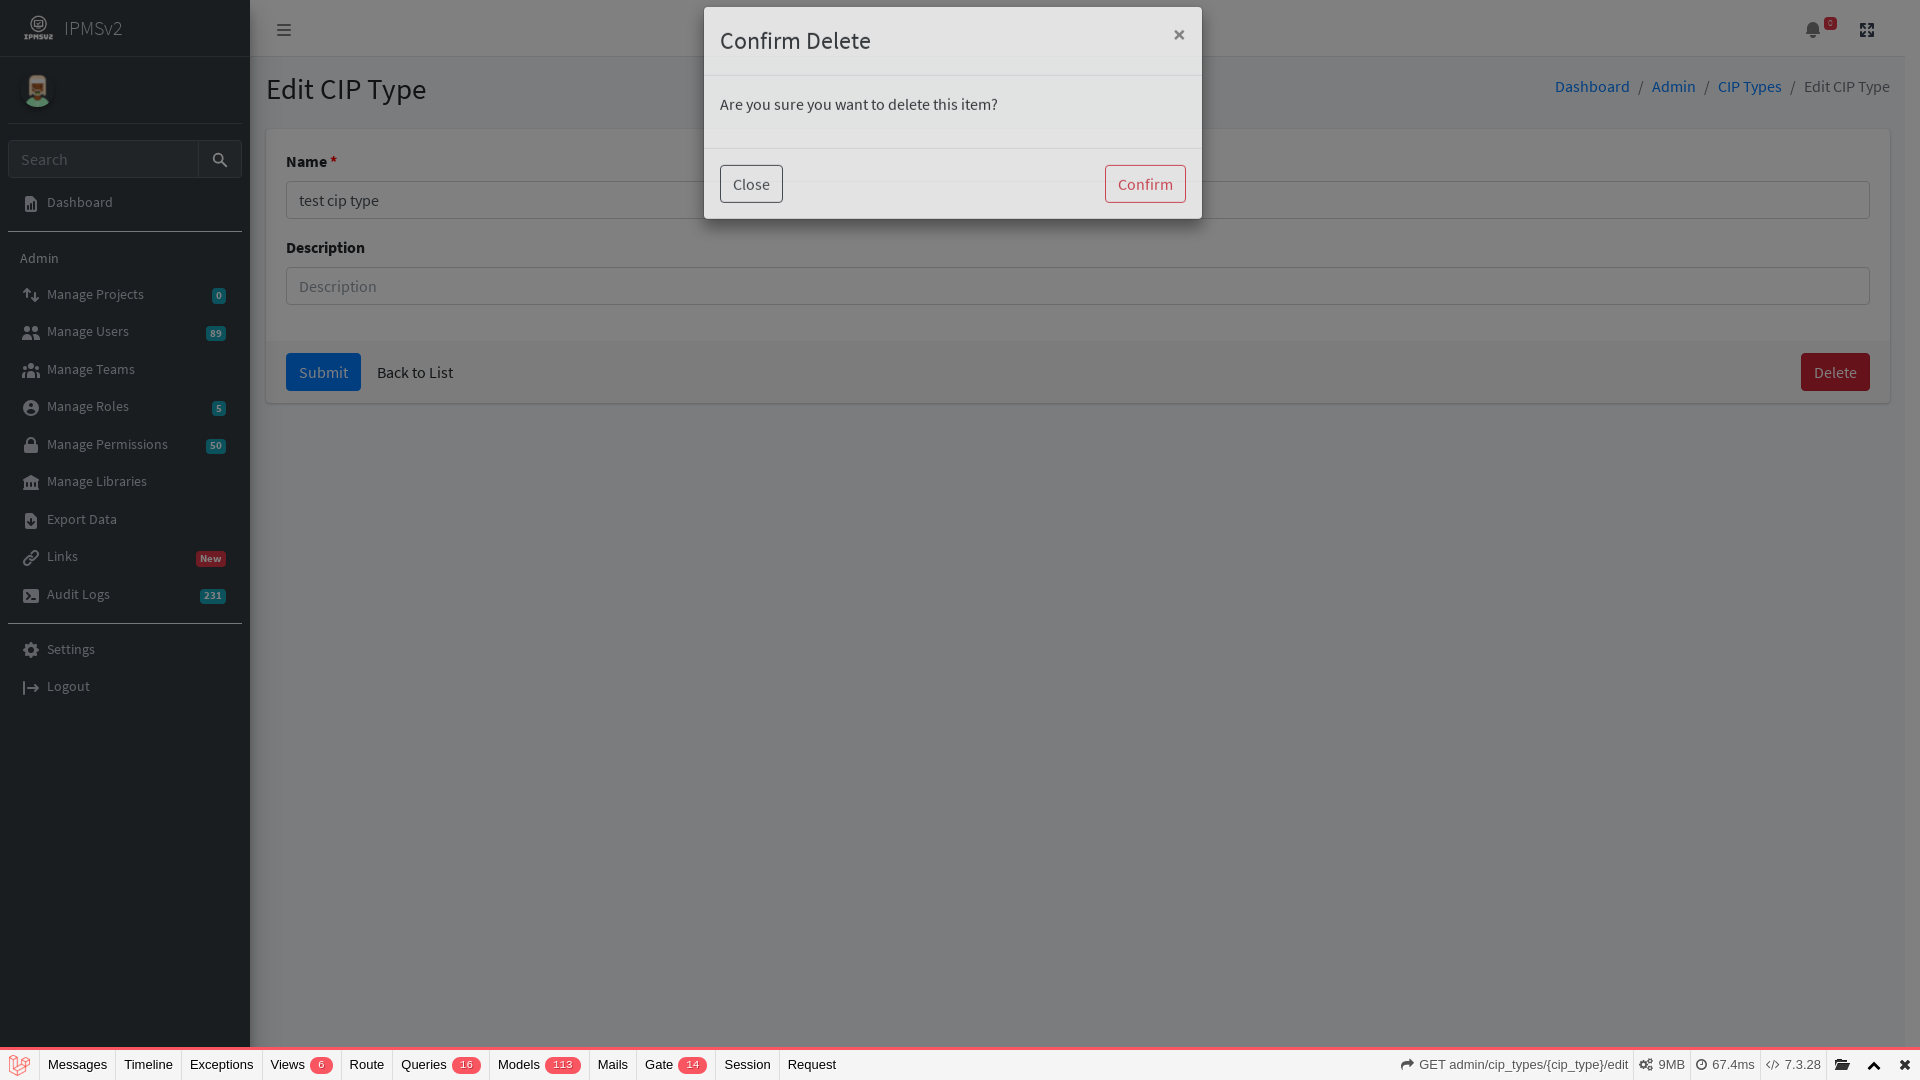 IPMSV2
IPMSv2
Search
Dashboard
Admin
Manage Projects 0
Manage Users 89
Manage Teams
Manage Roles 5
Manage Permissions 50
Manage Libraries
Export Data
Links New
Audit Logs 231
Settings
Logout
0
Edit CIP Type
Dashboard / Admin / CIP Types / Edit CIP Type
Confirm Delete ×
Are you sure you want to delete this item?
Close Confirm
Name *
test cip type
Description
Description
Submit Back to List Delete
Messages Timeline Exceptions Views 6 Route Queries 16 Models 113 Mails Gate 14 Session Request GET admin/cip_types/{cip_type}/edit 9MB 67.4ms 7.3.28